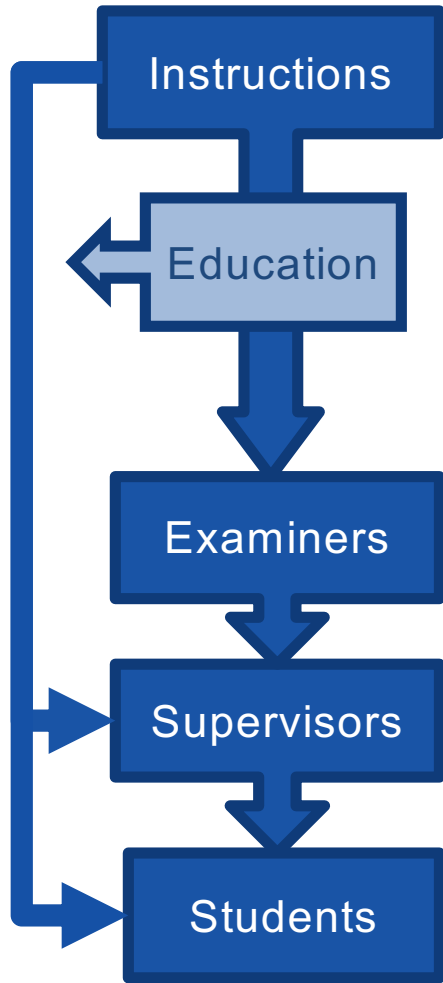 Instructions
Education
Examiners
Supervisors
Students